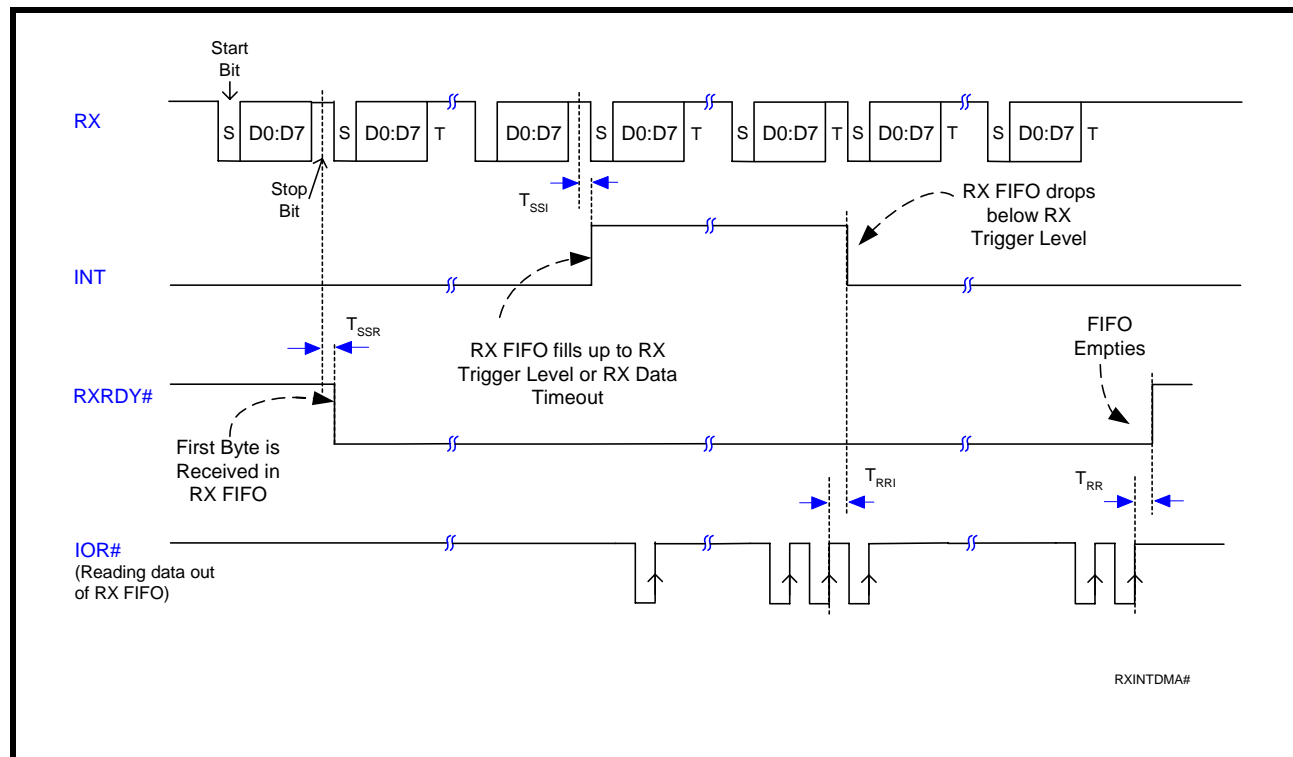 Start
Bit
RX
S D0:D7 S D0:D7 T D0:D7 S D0:D7 T S D0:D7 T S D0:D7 T S D0:D7 T
Stop
Bit
TSSI
RX FIFO drops
below RX
Trigger Level
INT
TSSR
RX FIFO fills up to RX
Trigger Level or RX Data
Timeout
FIFO
Empties
RXRDY#
First Byte is
Received in
RX FIFO
TRRI
TRR
IOR#
(Reading data out
of RX FIFO)
RXINTDMA#